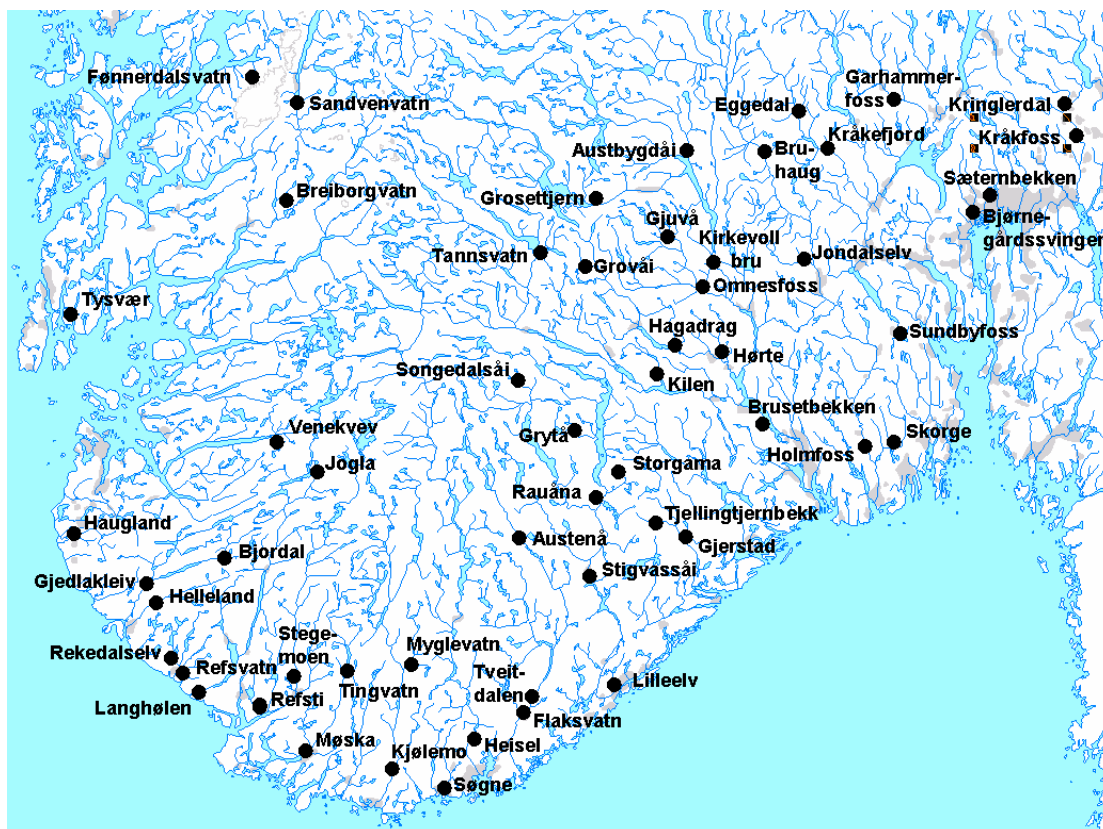 Fønnerdalsvatn
Sandvenvatn
Garhammer-
foss
Eggedal
Kringlerdal
Kråkefjord
Kråkfoss
Austbygdåi
Bru-
haug
Sæternbekken
Breiborgvatn
Grosettjern
Gjuvå
Bjørne-
gårdssvingen
Kirkevoll
bru
Tannsvatn
Grovåi
Jondalselv
Omnesfoss
Tysvær
Hagadrag
Sundbyfoss
Hørte
Songedalsåi
Kilen
Brusetbekken
Venekvev
Grytå
Skorge
Holmfoss
Jogla
Storgama
Rauåna
Tjellingtjernbekk
Haugland
Austenå
Gjerstad
Bjordal
Gjedlakleiv
Stigvassåi
Helleland
Stege-
moen
Rekedalselv
Refsvatn
Myglevatn
Tveit-
dalen
Lilleelv
Tingvatn
Langhølen
Refsti
Flaksvatn
Møska
Kjølemo
Heisel
Søgne